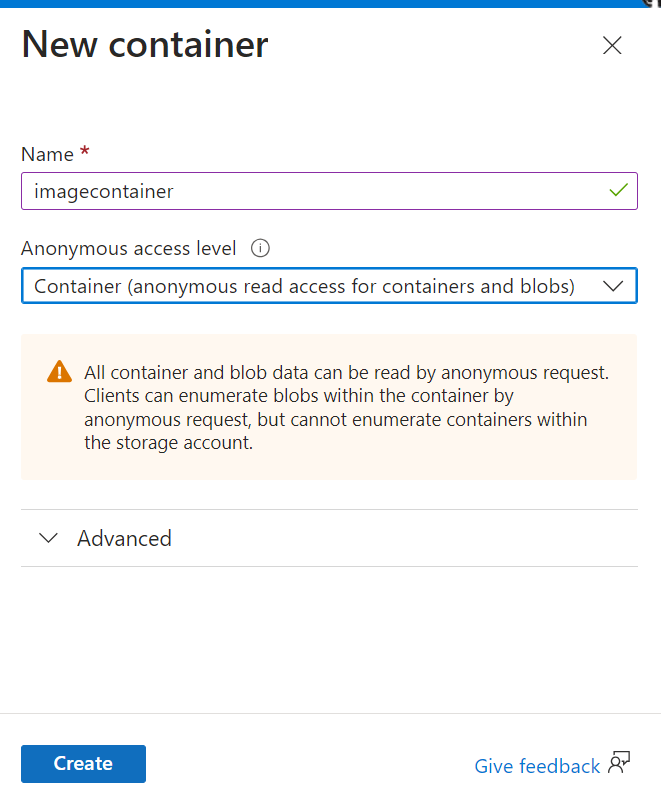 New container
Name *
imagecontainer
Anonymous access level
Container (anonymous read access for containers and blobs)
All container and blob data can be read by anonymous request.
Clients can enumerate blobs within the container by
anonymous request, but cannot enumerate containers within
the storage account.
Advanced
Create
Give feedback